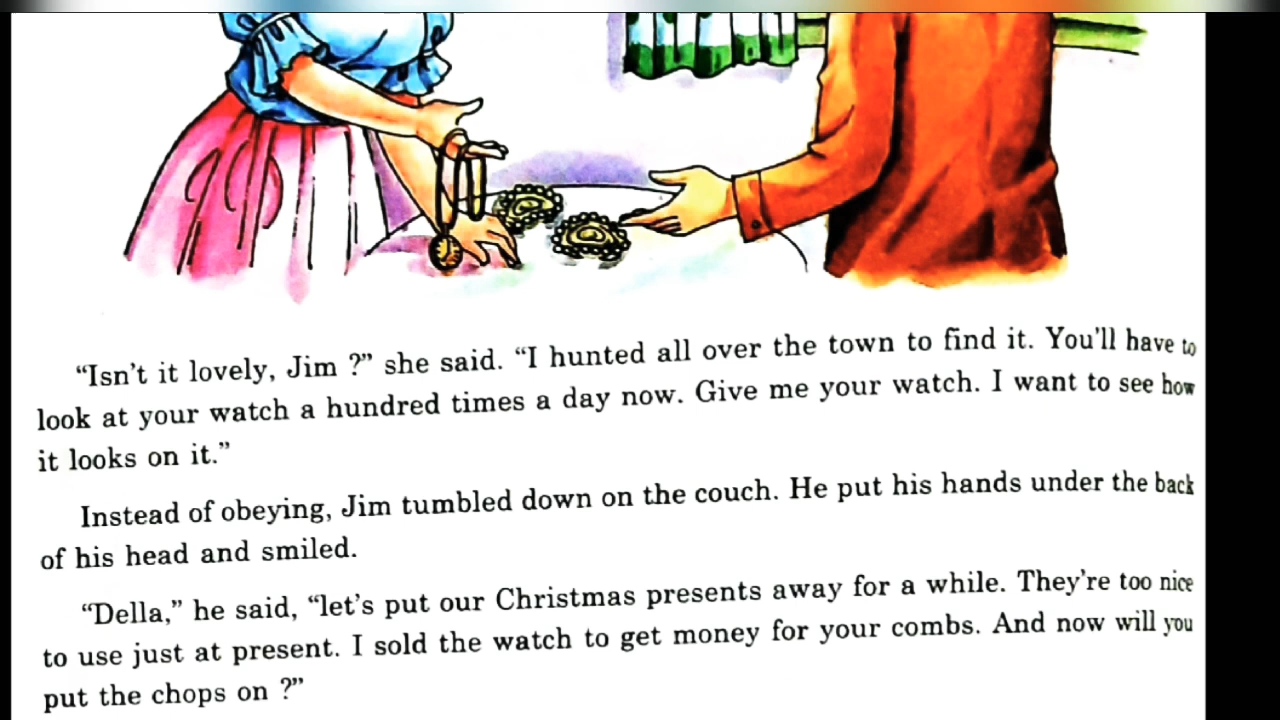 “Isn’t it lovely, Jim ?” she said. “I hunted all over the town to find it. You'll have to
look at your watch a hundred times a day now. Give me your watch. I want to see how
it looks on it.”
Instead of obeying, Jim tumbled down on the couch. He put his hands under the back
of his head and smiled.
“Della,” he said, “let’s put our Christmas presents away for a while. They’re too nice
to use just at present. I sold the watch to get money for your combs. And now will you
put the chops on ?”